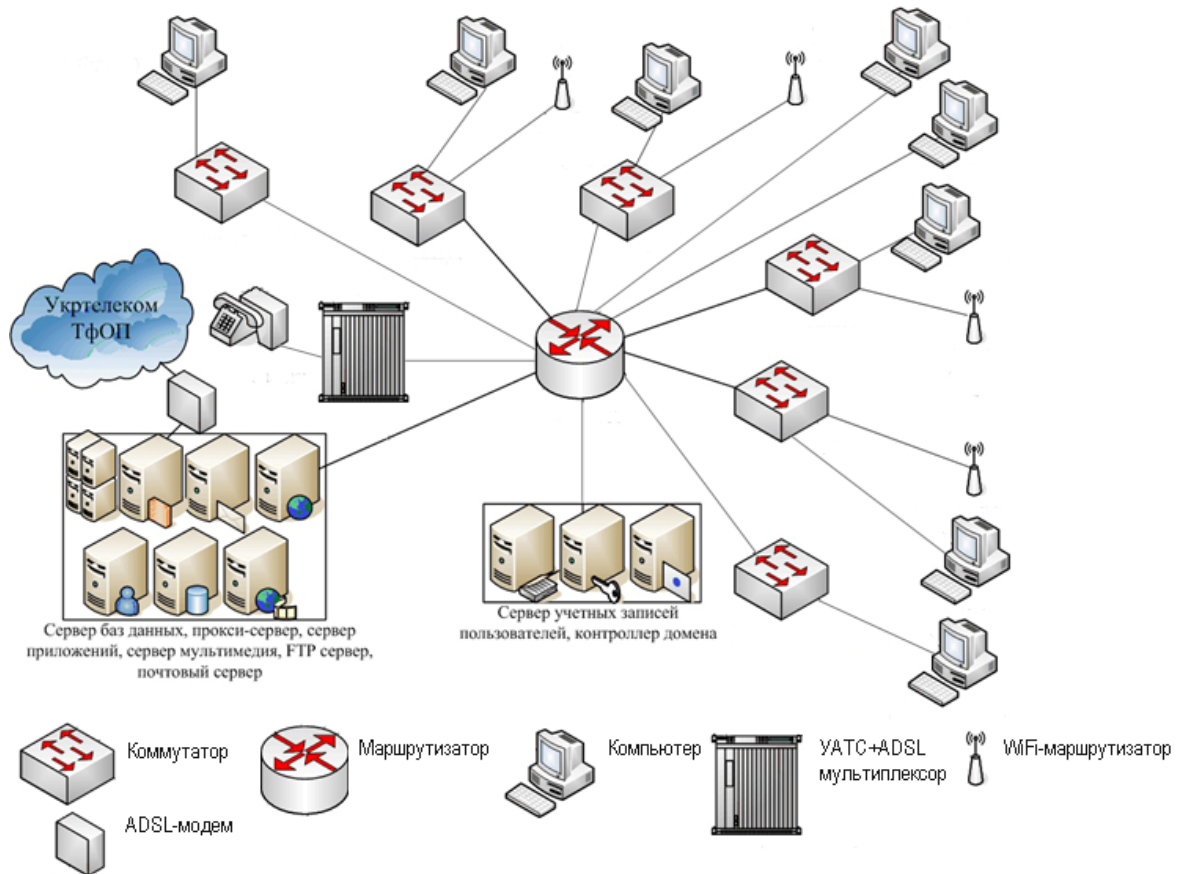 Укртелеком
ТфОП
Сервер баз данных, прокси-сервер, сервер
приложений, сервер мультимедия, FTP сервер,
почтовый сервер
Сервер учетных записей
пользователей, контроллер домена
Коммутатор
Маршрутизатор
Компьютер
УАТС+ADSL
мультиплексор
WiFi-маршрутизатор
ADSL-модем